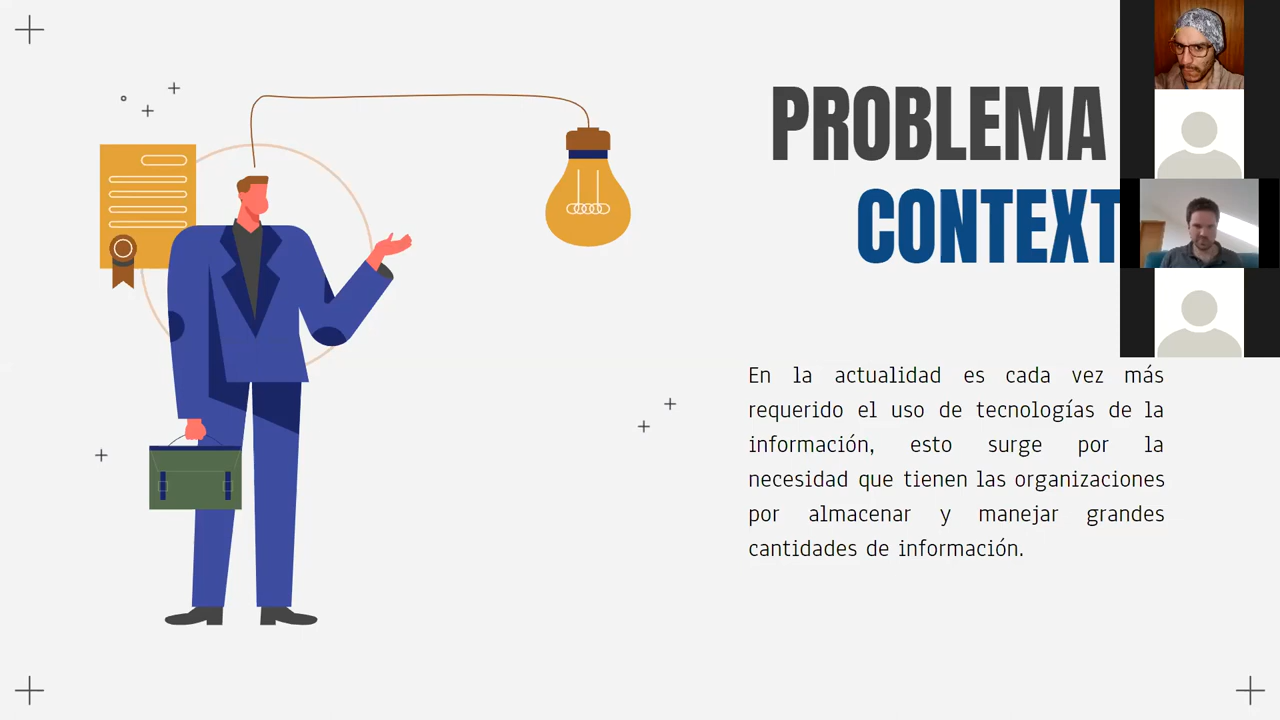 PROBLEMA
CONTEXT
En la actualidad es cada vez más
requerido el uso de tecnologías de la
información, esto surge por la
necesidad que tienen las organizaciones
por almacenar y manejar grandes
cantidades de información.